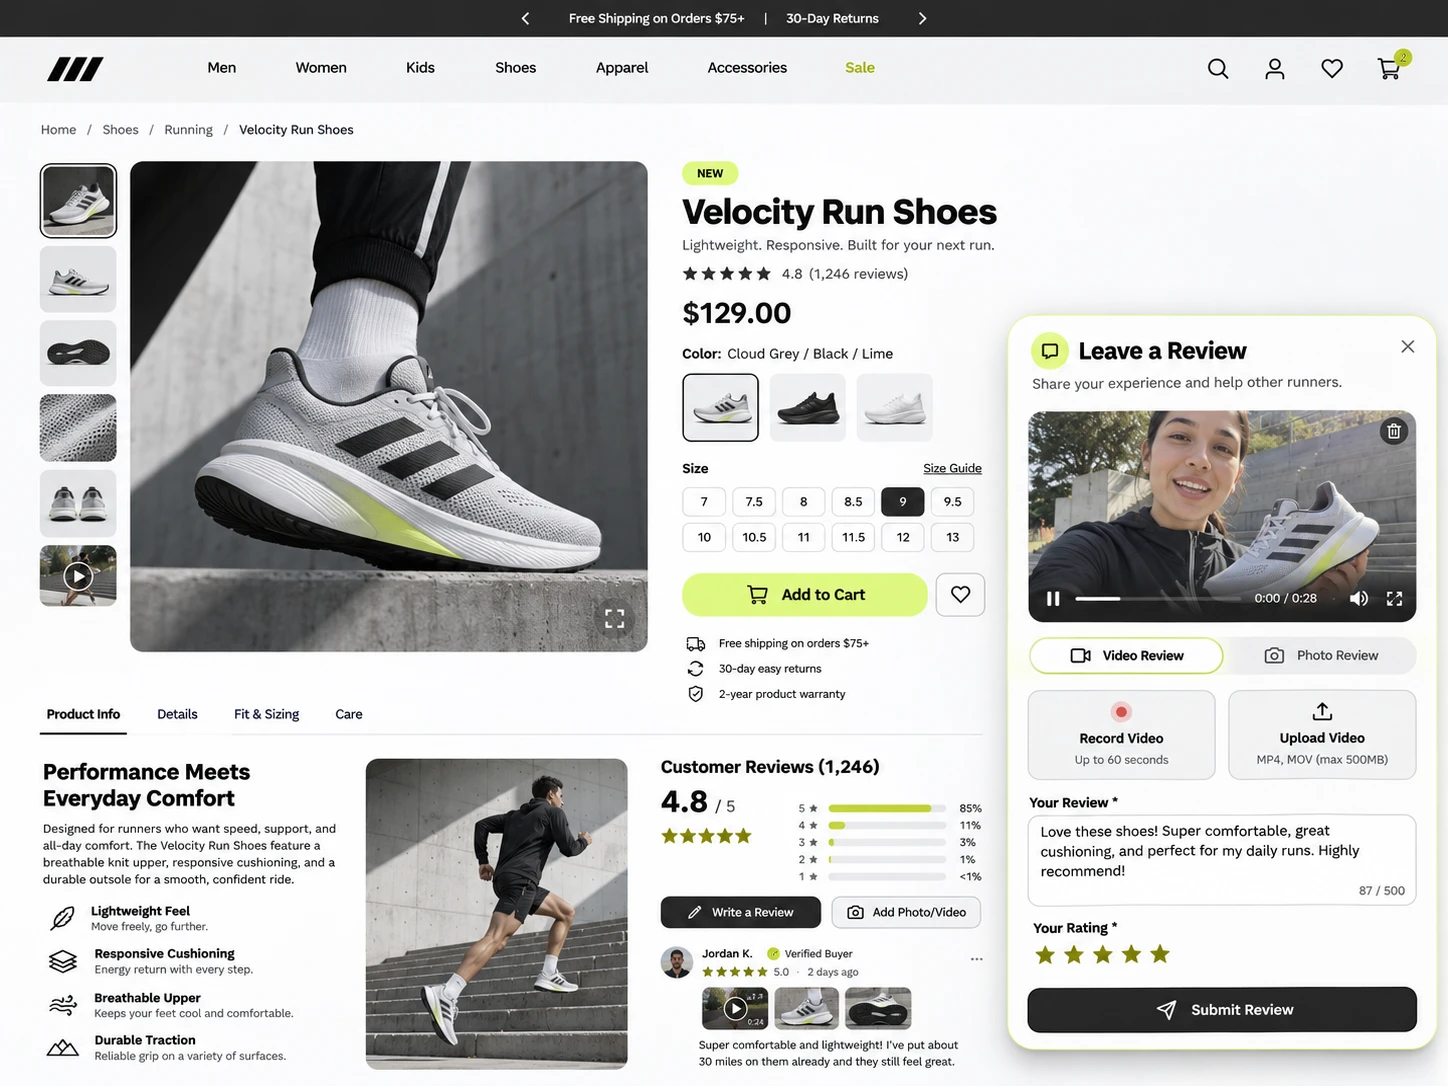 Free Shipping on Orders $75+ | 30-Day Returns
Men Women Kids Shoes Apparel Accessories Sale
2
Home / Shoes / Running / Velocity Run Shoes
NEW
Velocity Run Shoes
Lightweight. Responsive. Built for your next run.
4.8 (1,246 reviews)
$129.00
Color: Cloud Grey / Black / Lime
Size Size Guide
7 7.5 8 8.5 9 9.5
10 10.5 11 11.5 12 13
Add to Cart
Free shipping on orders $75+
30-day easy returns
2-year product warranty
Product Info Details Fit & Sizing Care
Performance Meets
Everyday Comfort
Designed for runners who want speed, support, and
all-day comfort. The Velocity Run Shoes feature a
breathable knit upper, responsive cushioning, and a
durable outsole for a smooth, confident ride.
Lightweight Feel
Move freely, go further.
Responsive Cushioning
Energy return with every step.
Breathable Upper
Keeps your feet cool and comfortable.
Durable Traction
Reliable grip on a variety of surfaces.
Customer Reviews (1,246)
4.8 / 5
5 ★ 85%
4 ★ 11%
3 ★ 3%
2 ★ 1%
1 ★ <1%
Write a Review
Add Photo/Video
Jordan K. Verified Buyer
5.0 · 2 days ago
0:24
Super comfortable and lightweight! I've put about
30 miles on them already and they still feel great.
Leave a Review
Share your experience and help other runners.
0:00 / 0:28
Video Review
Photo Review
Record Video
Up to 60 seconds
Upload Video
MP4, MOV (max 500MB)
Your Review *
Love these shoes! Super comfortable, great
cushioning, and perfect for my daily runs. Highly
recommend!
87 / 500
Your Rating *
Submit Review